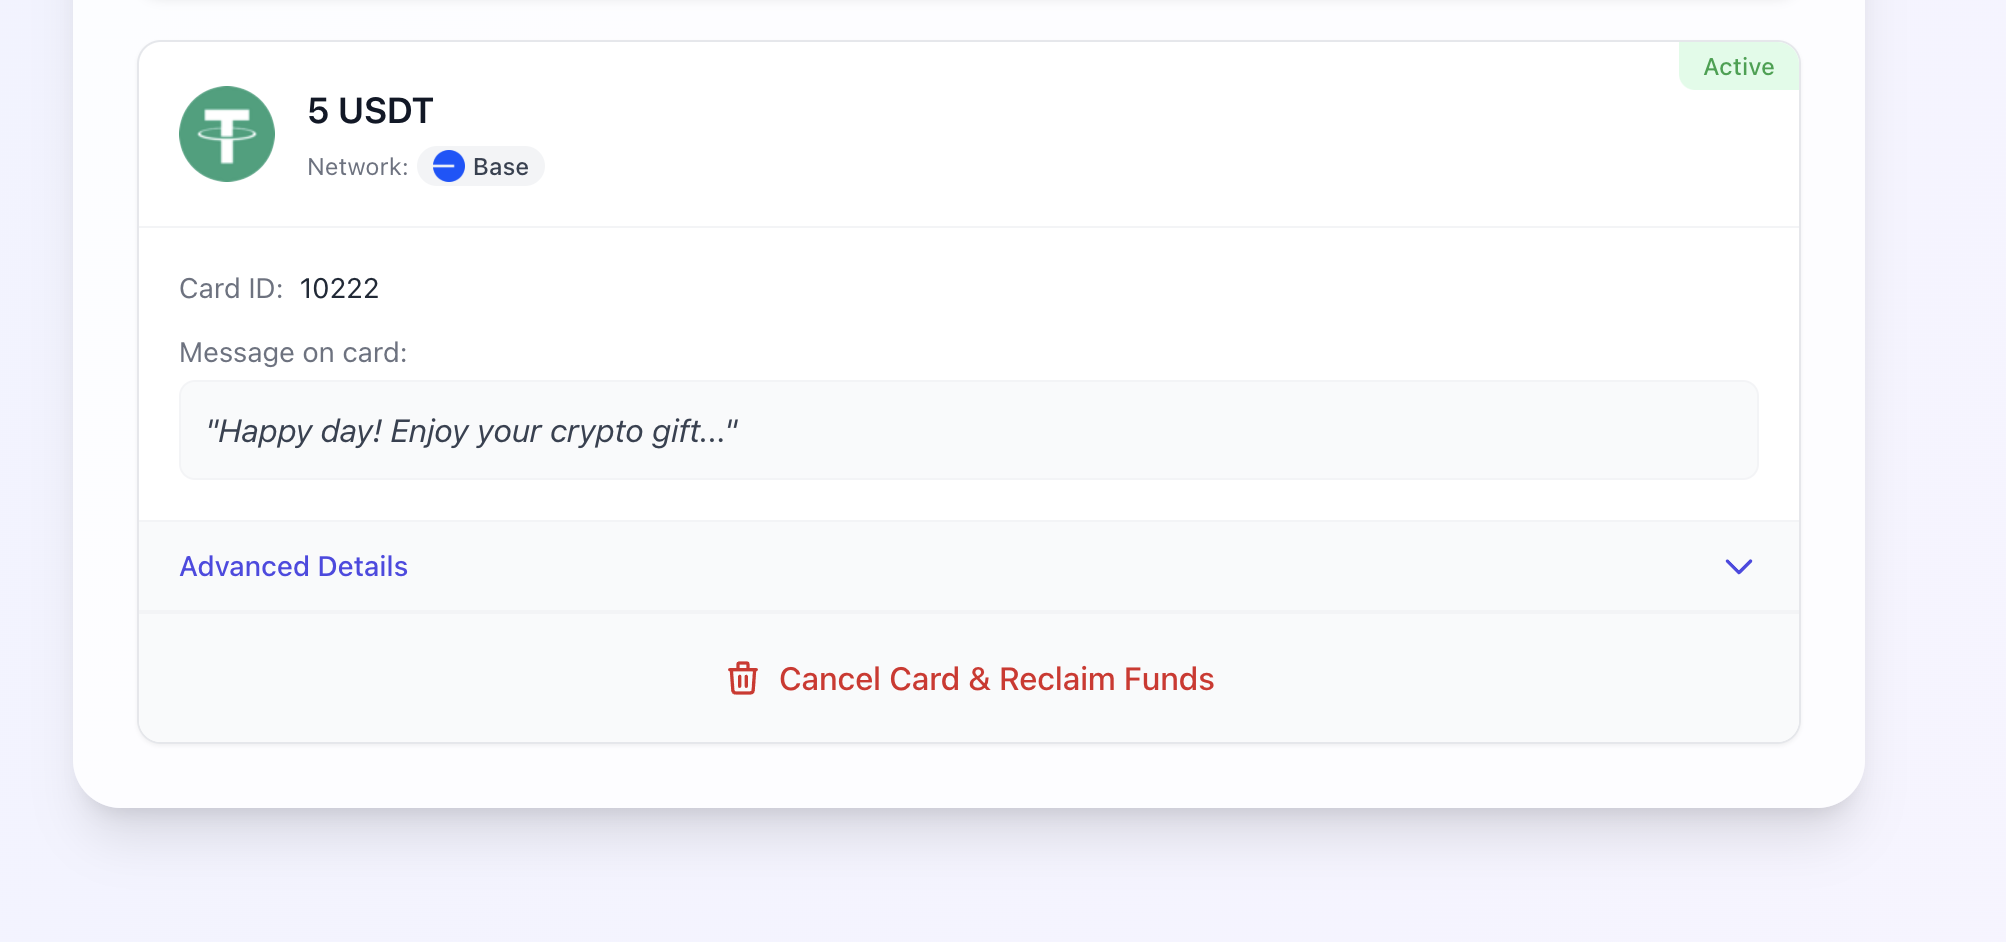 Active
5 USDT
Network: Base
Card ID: 10222
Message on card:
"Happy day! Enjoy your crypto gift..."
Advanced Details
Cancel Card & Reclaim Funds